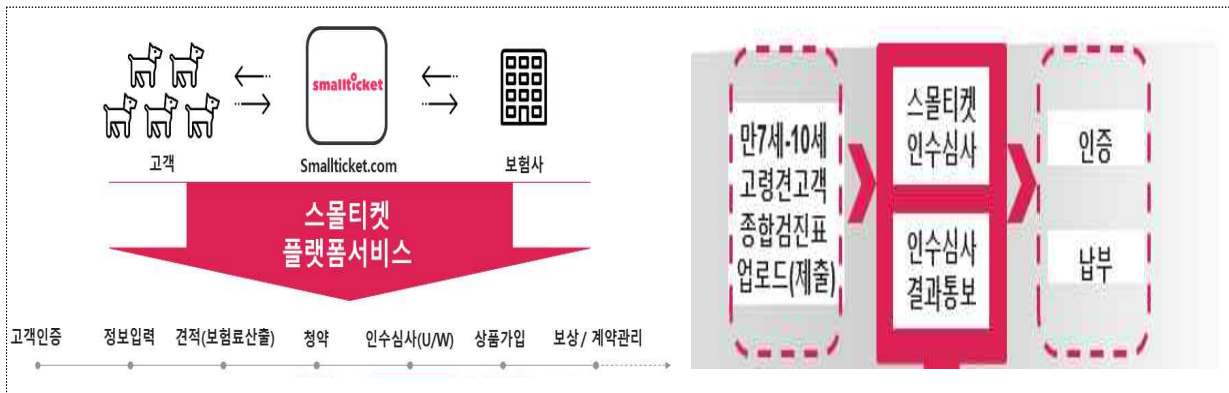 smallticket
고객
Smallticket.com
보험사
스몰티켓
플랫폼서비스
고객인증
정보입력
견적(보험료산출)
청약
인수심사(U/W)
상품가입
보상 / 계약관리
만7세-10세
고령견고객
종합검진표
업로드(제출)
스몰티켓
인수심사
인수심사
결과통보
인증
납부